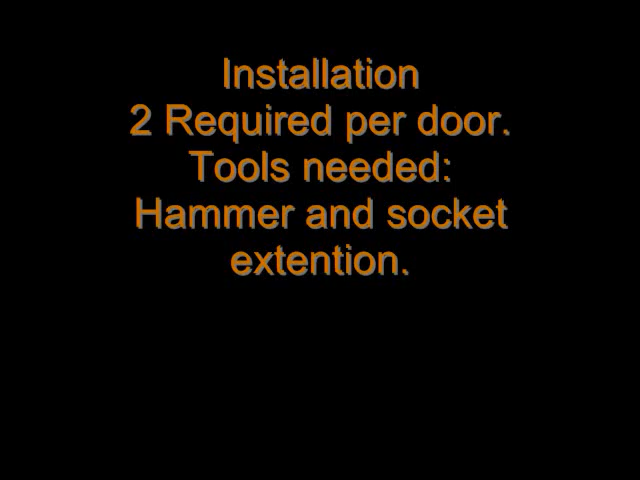 Installation
2 Required per door.
Tools needed:
Hammer and socket
extention.